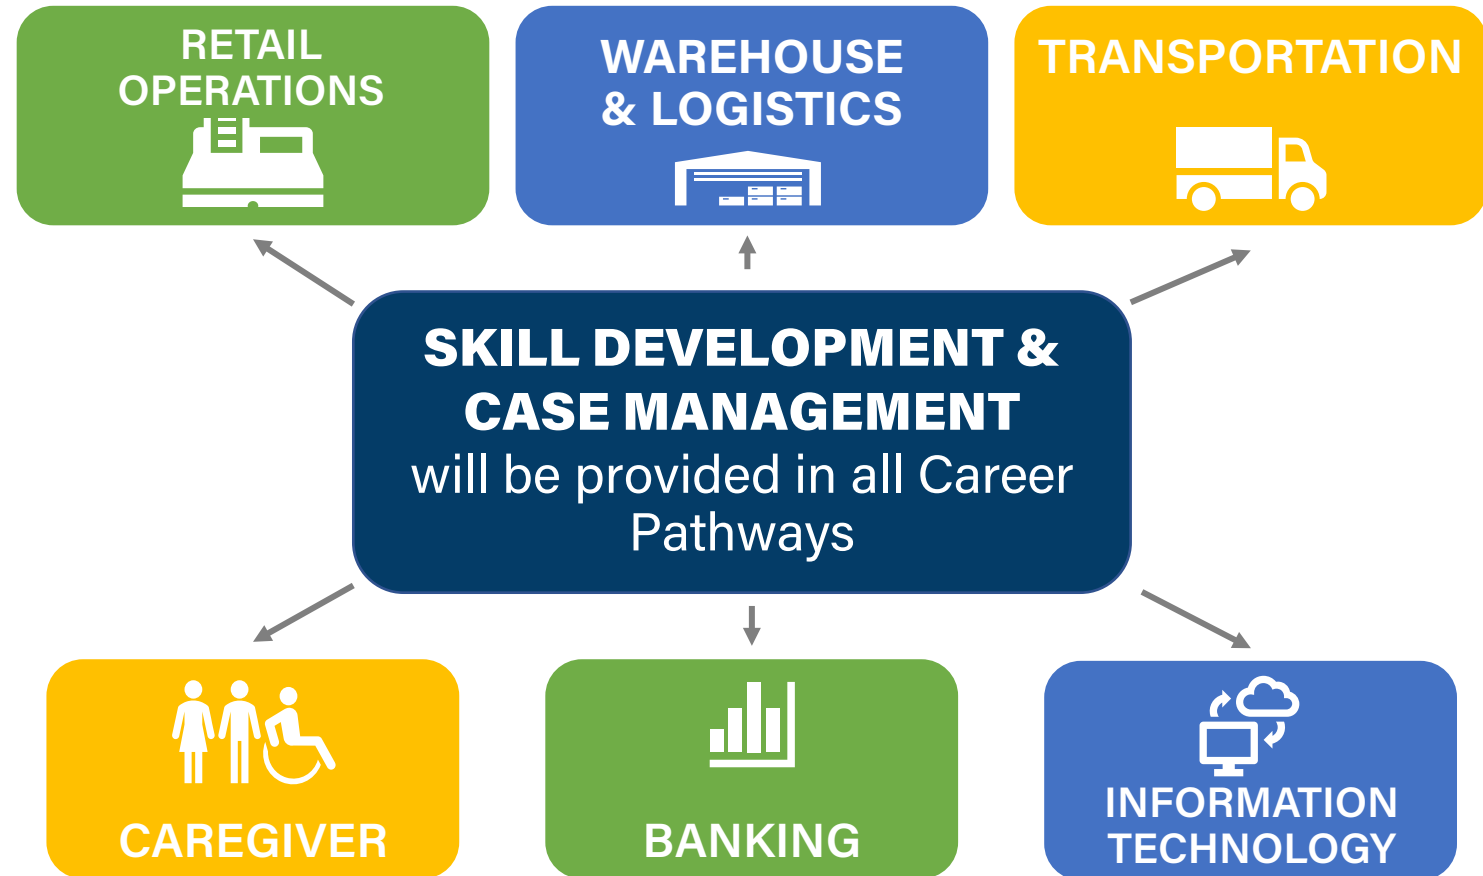 RETAIL
OPERATIONS
WAREHOUSE
& LOGISTICS
TRANSPORTATION
SKILL DEVELOPMENT &
CASE MANAGEMENT
will be provided in all Career
Pathways
CAREGIVER
BANKING
INFORMATION
TECHNOLOGY